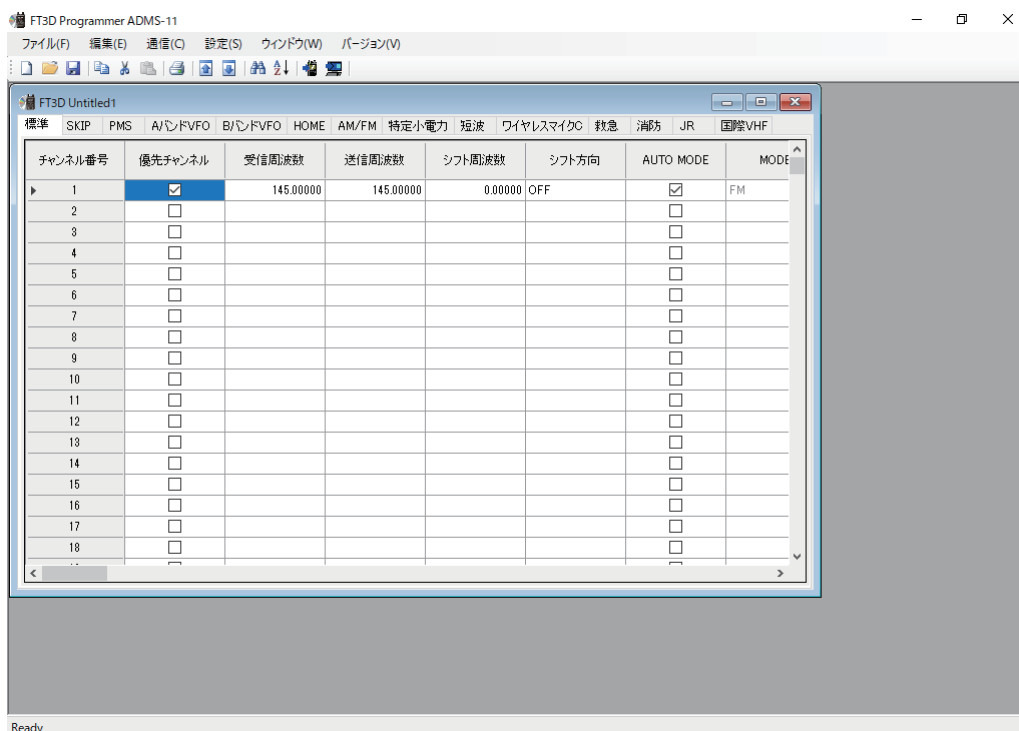 FT3D Programmer ADMS-11
ファイル(F) 編集(E) 通信(C) 設定(S) ウィンドウ(W) バージョン(V)
FT3D Untitled1
標準 SKIP PMS AバンドVFO BバンドVFO HOME AM/FM 特定小電力 短波 ワイヤレスマイクC 救急 消防 JR 国際VHF
チャンネル番号 優先チャンネル 受信周波数 送信周波数 シフト周波数 シフト方向 AUTO MODE MODE
1 145.00000 145.00000 0.00000 OFF FM
2
3
4
5
6
7
8
9
10
11
12
13
14
15
16
17
18
Ready